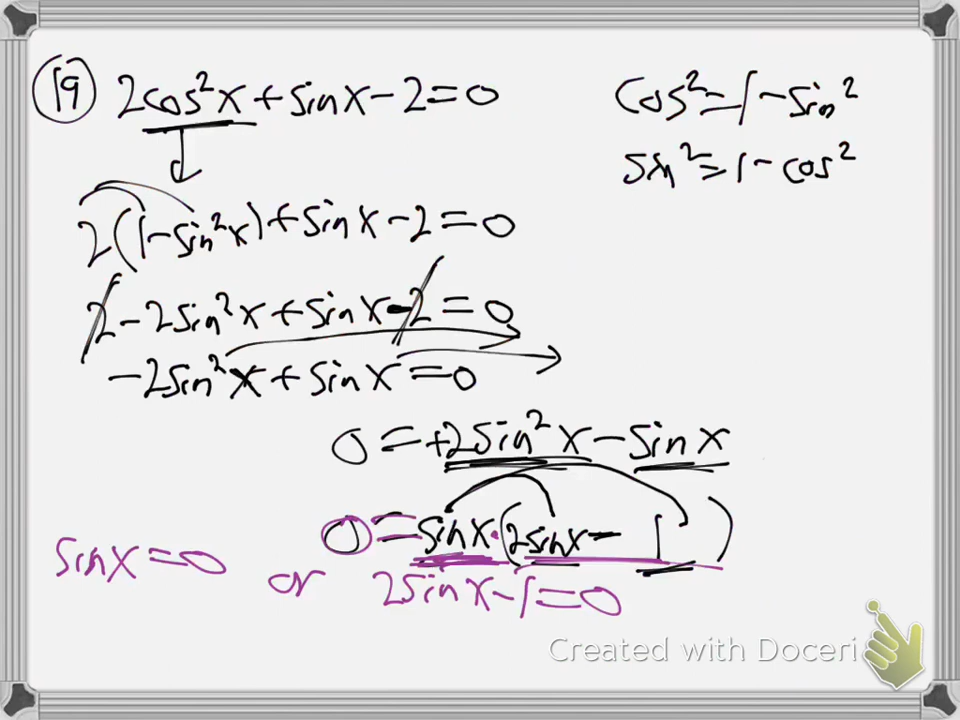 19 2cos²x+sinx-2=0
cos²=1-sin²
sin²=1-cos²
2(1-sin²x)+sinx-2=0
2-2sin²x+sinx-2=0
-2sin²x+sinx=0
0=+2sin²x-sinx
0=sinx·(2sinx-1)
sinx=0 or 2sinx-1=0
Created with Doceri